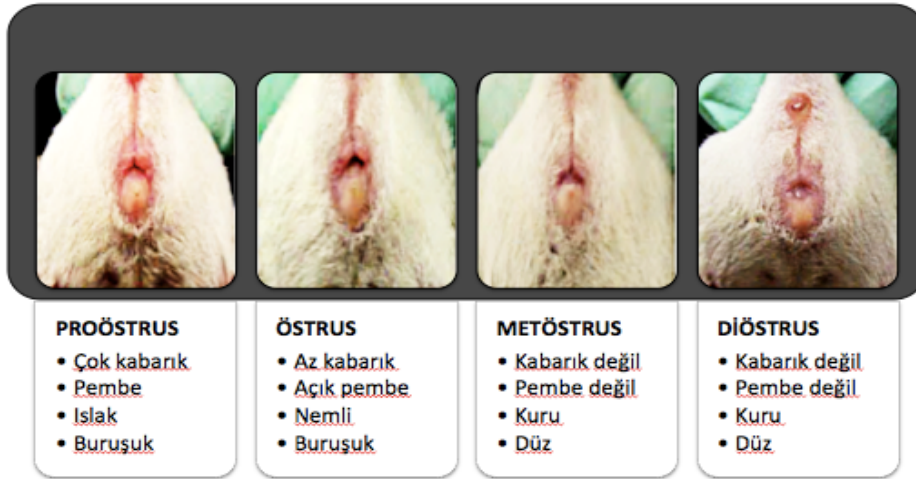 PROÖSTRUS
• Çok kabarık
• Pembe
• Islak
• Buruşuk
ÖSTRUS
• Az kabarık
• Açık pembe
• Nemli
• Buruşuk
METÖSTRUS
• Kabarık değil
• Pembe değil
• Kuru
• Düz
DİÖSTRUS
• Kabarık değil
• Pembe değil
• Kuru
• Düz